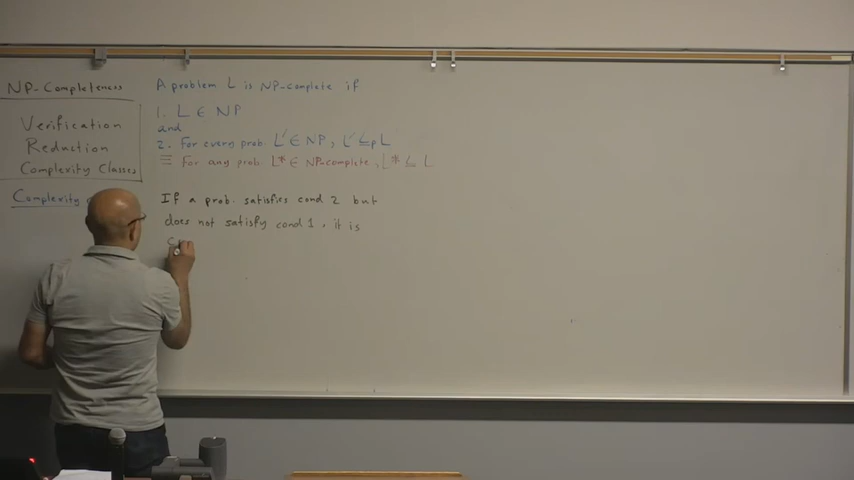 NP-Completeness
Verification
Reduction
Complexity Classes
Complexity
A problem L is NP-complete if
1. L ∈ NP
and
2. For every prob. L' ∈ NP, L' ≤p L
≡ For any prob. L* ∈ NP-complete, L* ≤ L
If a prob. satisfies cond 2 but
does not satisfy cond 1, it is